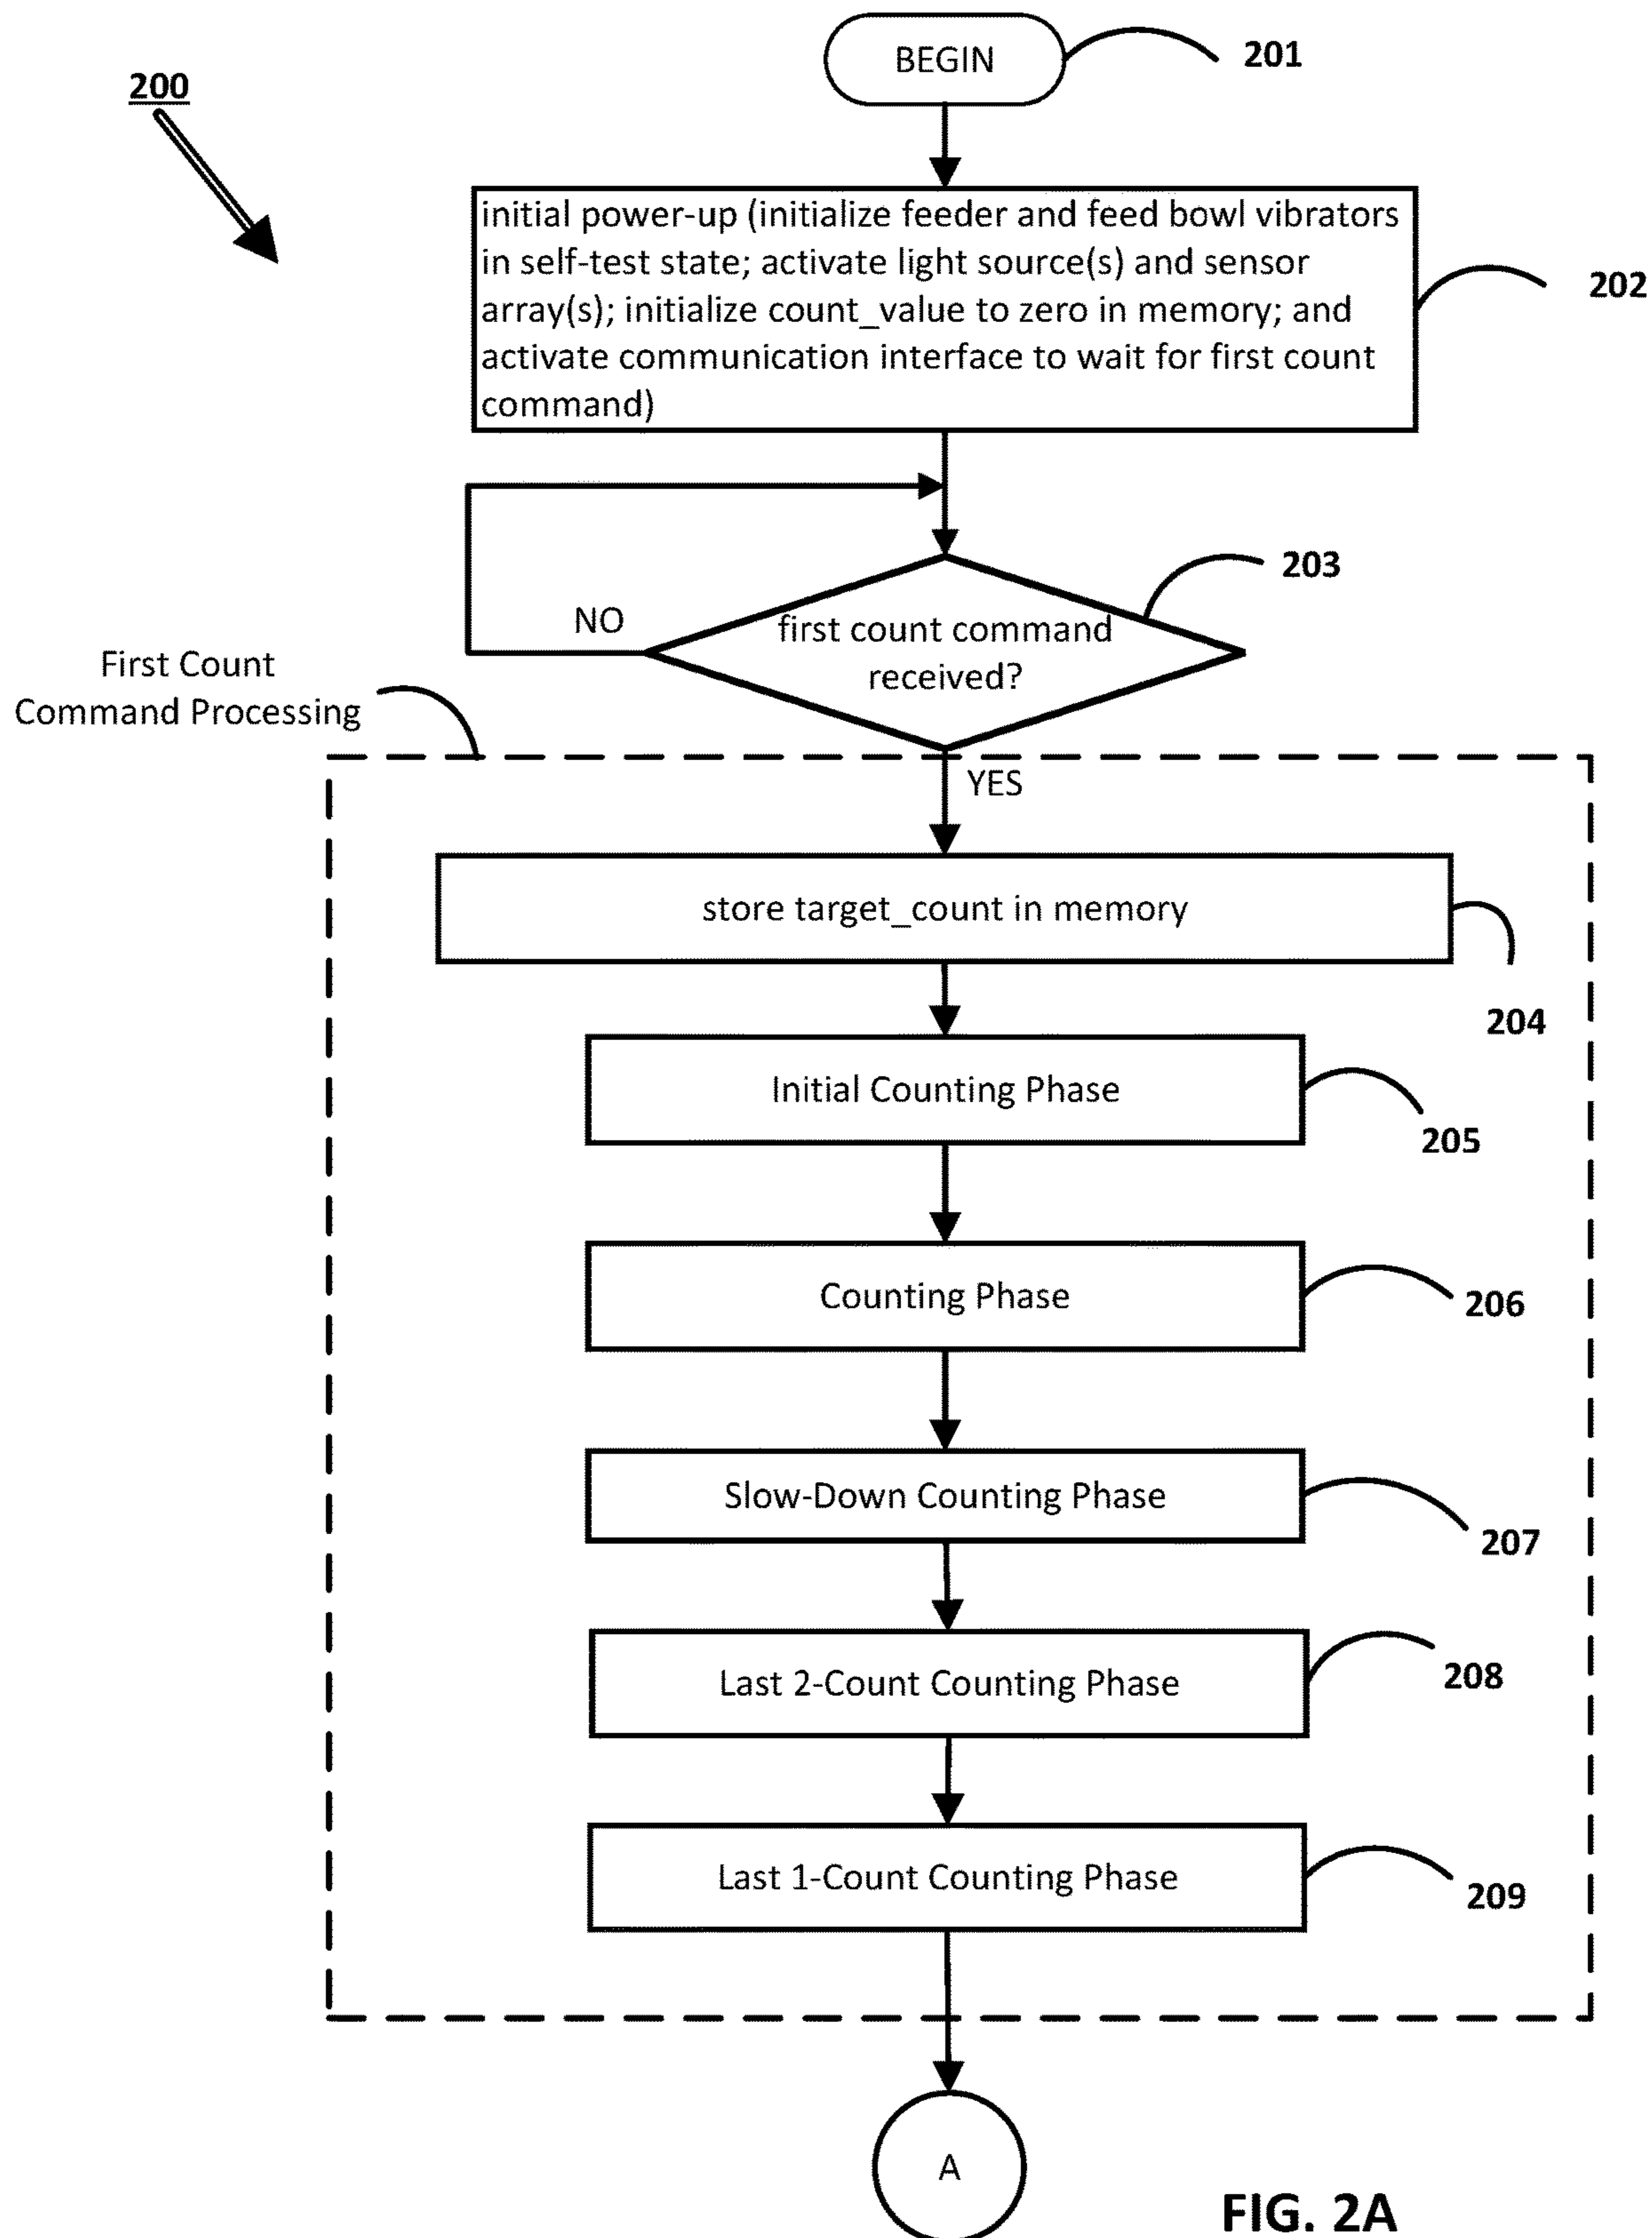 200
BEGIN
201
initial power-up (initialize feeder and feed bowl vibrators
in self-test state; activate light source(s) and sensor
array(s); initialize count_value to zero in memory; and
activate communication interface to wait for first count
command)
202
203
NO
first count command
received?
First Count
Command Processing
YES
store target_count in memory
204
Initial Counting Phase
205
Counting Phase
206
Slow-Down Counting Phase
207
Last 2-Count Counting Phase
208
Last 1-Count Counting Phase
209
A
FIG. 2A